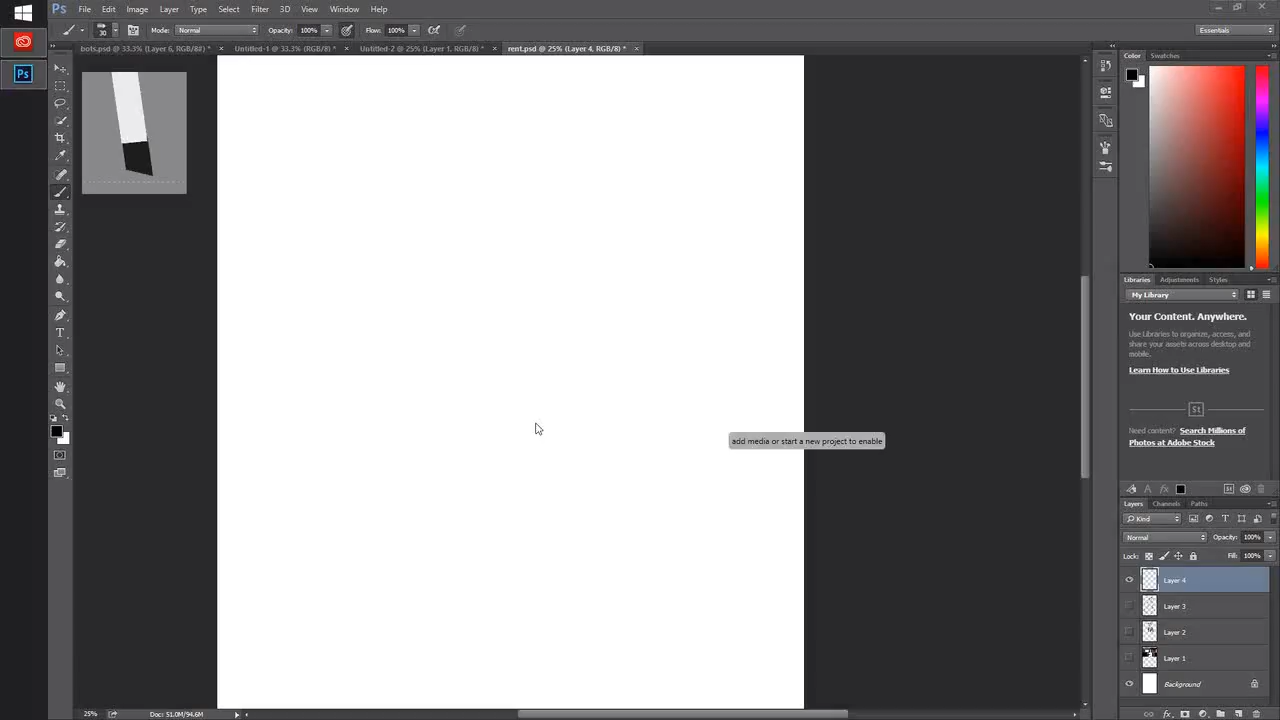 Ps File Edit Image Layer Type Select Filter 3D View Window Help
30 Mode: Normal Opacity: 100% Flow: 100% Essentials
bots.psd @ 33.3% (Layer 6, RGB/8#) * × Untitled-1 @ 33.3% (RGB/8) * × Untitled-2 @ 25% (Layer 1, RGB/8) * × rent.psd @ 25% (Layer 4, RGB/8) * ×
Color Swatches
Ps
Libraries Adjustments Styles
My Library
Your Content. Anywhere.
Use Libraries to organize, access, and
share your assets across desktop and
mobile.
Learn How to Use Libraries
St
Need content? Search Millions of
Photos at Adobe Stock
add media or start a new project to enable
Layers Channels Paths
Kind
Normal Opacity: 100%
Lock: Fill: 100%
Layer 4
Layer 3
Layer 2
Layer 1
Background
25% Doc: 51.0M/94.6M